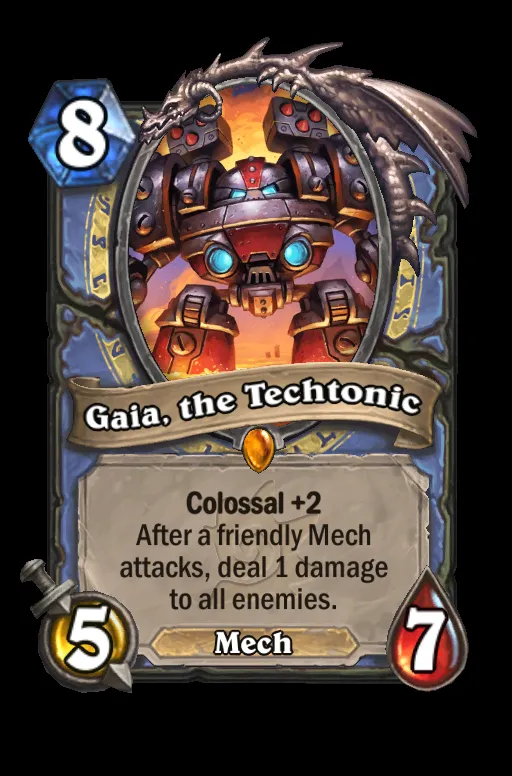 8
Gaia, the Techtonic
Colossal +2
After a friendly Mech
attacks, deal 1 damage
to all enemies.
5
Mech
7